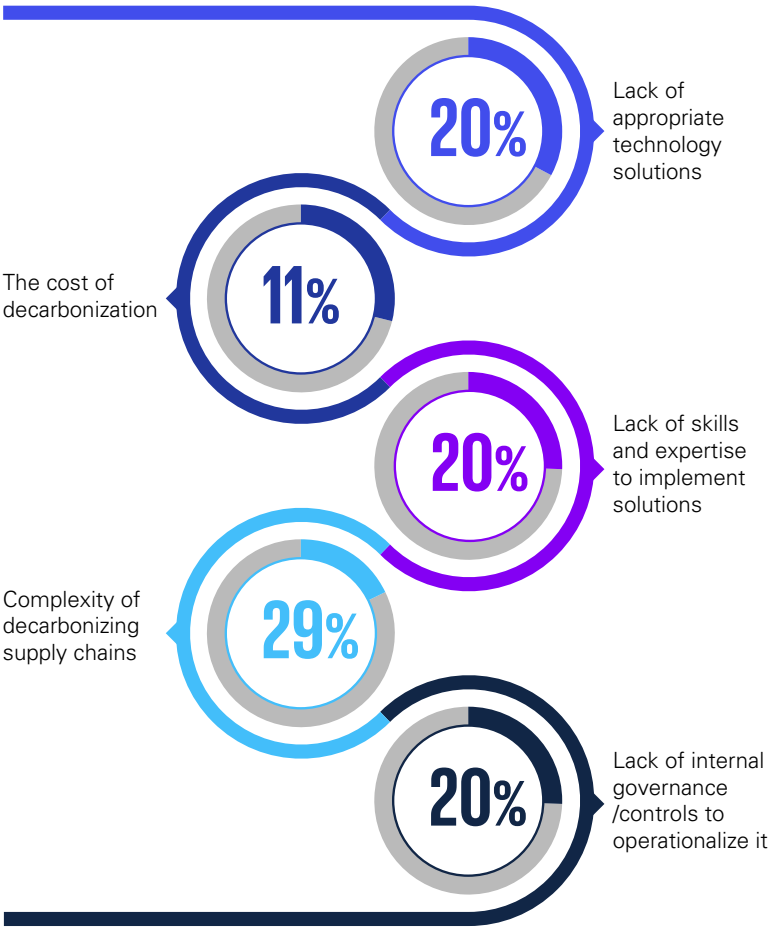 20%
Lack of
appropriate
technology
solutions
The cost of
decarbonization
11%
20%
Lack of skills
and expertise
to implement
solutions
Complexity of
decarbonizing
supply chains
29%
20%
Lack of internal
governance
/controls to
operationalize it